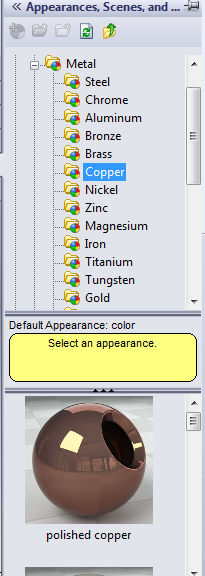 Appearances, Scenes, and ...
Metal
Steel
Chrome
Aluminum
Bronze
Brass
Copper
Nickel
Zinc
Magnesium
Iron
Titanium
Tungsten
Gold
Default Appearance: color
Select an appearance.
polished copper